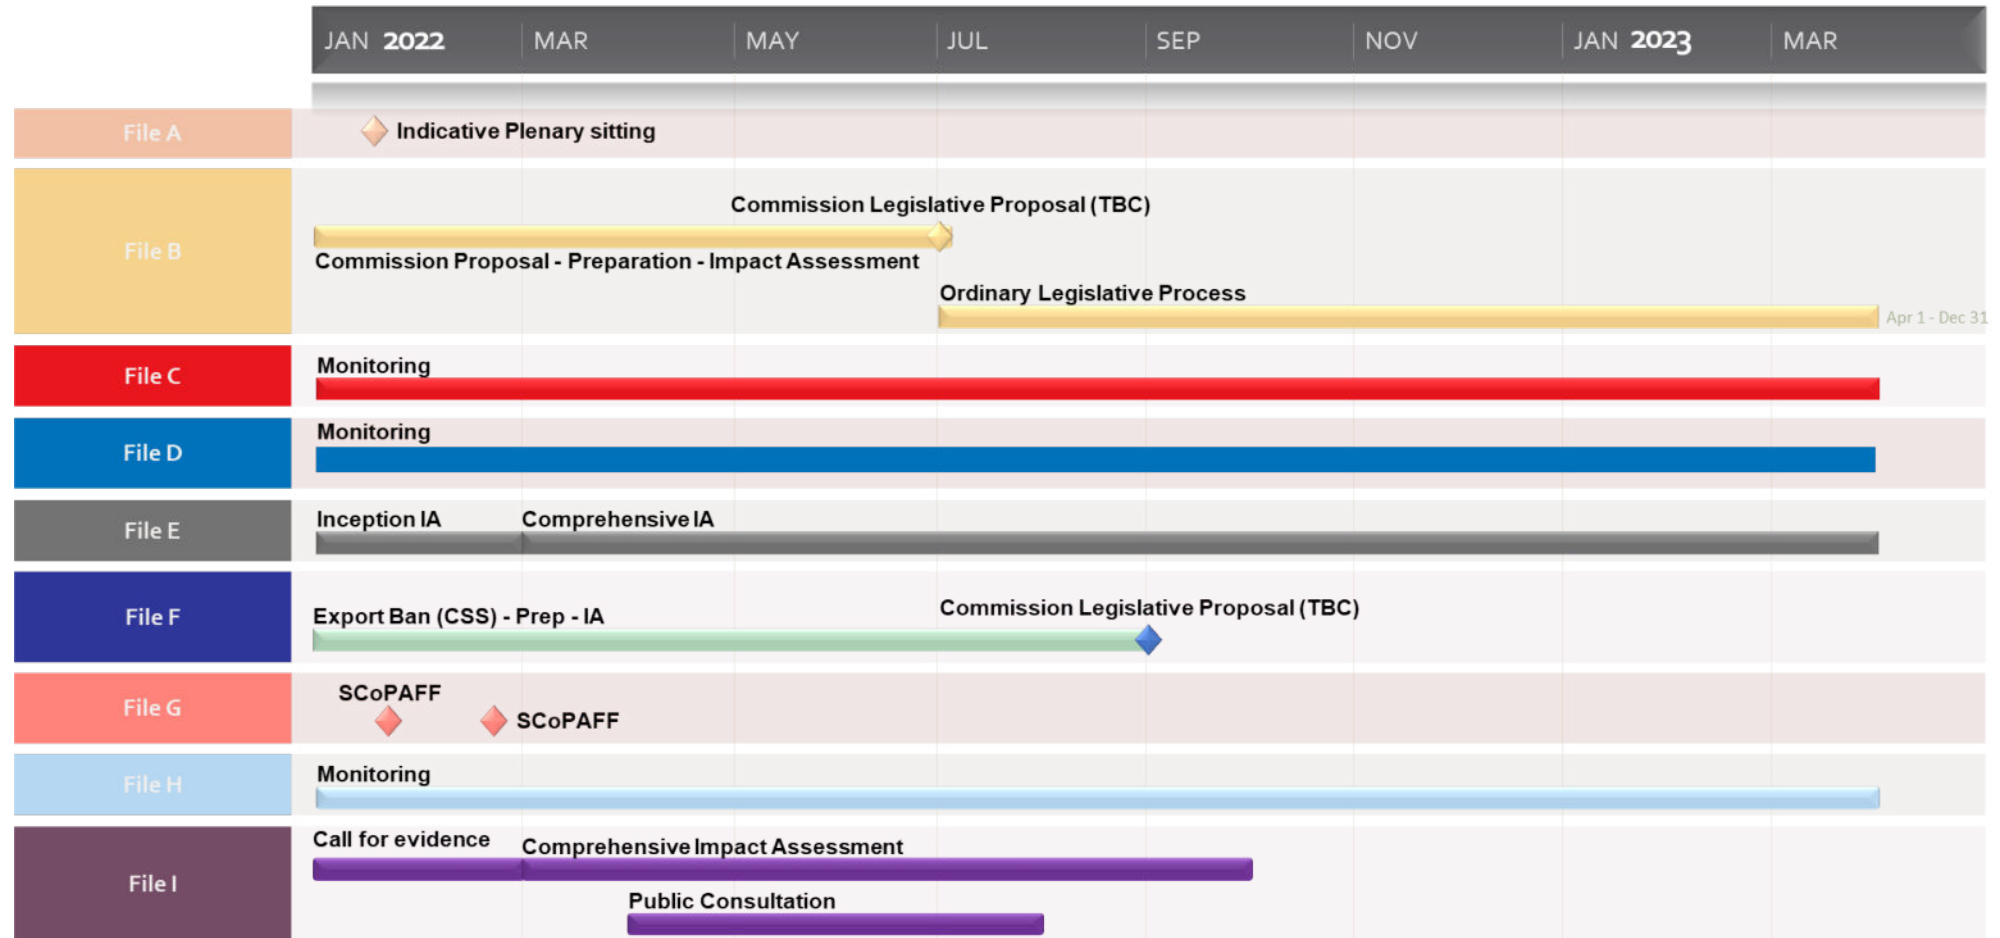 JAN 2022 MAR MAY JUL SEP NOV JAN 2023 MAR
File A
Indicative Plenary sitting
File B
Commission Legislative Proposal (TBC)
Commission Proposal - Preparation - Impact Assessment
Ordinary Legislative Process
Apr 1 - Dec 31
File C
Monitoring
File D
Monitoring
File E
Inception IA
Comprehensive IA
File F
Export Ban (CSS) - Prep - IA
Commission Legislative Proposal (TBC)
File G
SCoPAFF
SCoPAFF
File H
Monitoring
File I
Call for evidence
Comprehensive Impact Assessment
Public Consultation